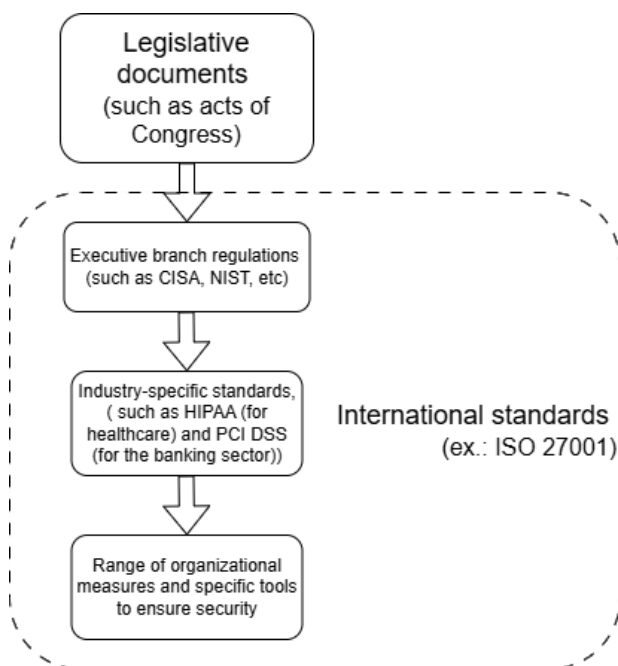 Legislative
documents
(such as acts of
Congress)
Executive branch regulations
(such as CISA, NIST, etc)
Industry-specific standards,
( such as HIPAA (for
healthcare) and PCI DSS
(for the banking sector))
International standards
(ex.: ISO 27001)
Range of organizational
measures and specific tools
to ensure security